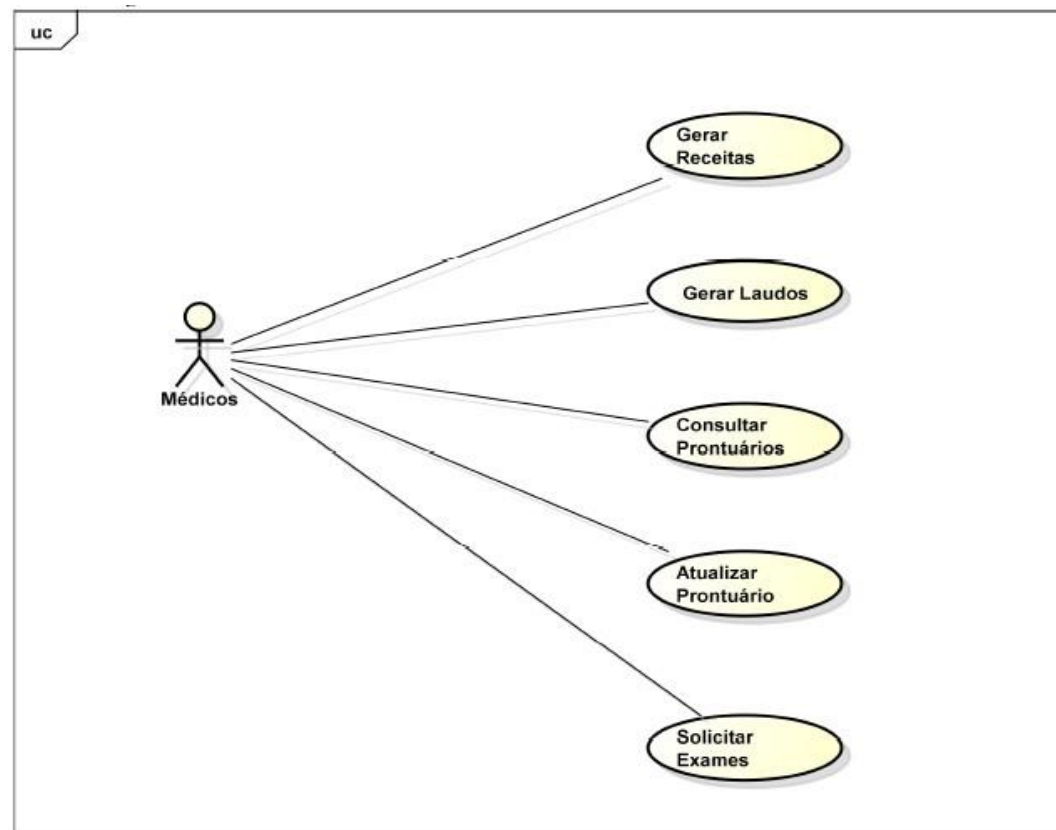 uc
Gerar
Receitas
Gerar Laudos
Médicos
Consultar
Prontuários
Atualizar
Prontuário
Solicitar
Exames